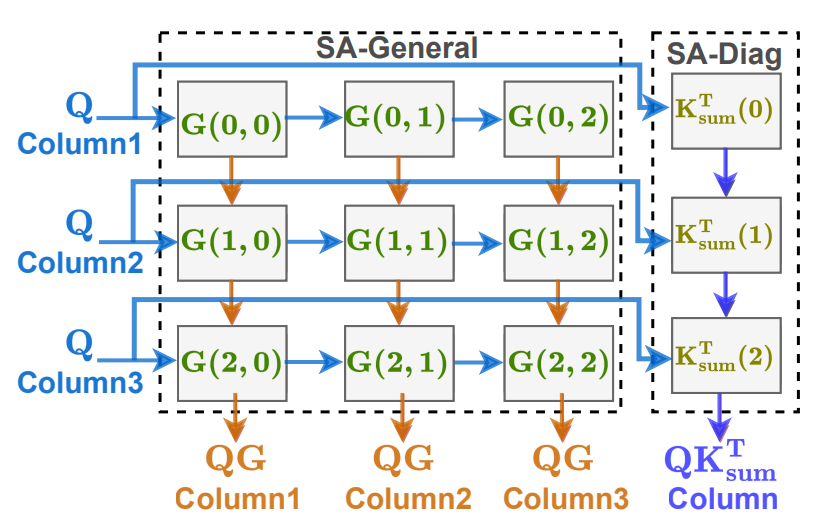 SA-General
SA-Diag
Q
Column1
G(0,0)
G(0,1)
G(0,2)
K^T_sum(0)
Q
Column2
G(1,0)
G(1,1)
G(1,2)
K^T_sum(1)
Q
Column3
G(2,0)
G(2,1)
G(2,2)
K^T_sum(2)
QG
Column1
QG
Column2
QG
Column3
QK^T_sum
Column